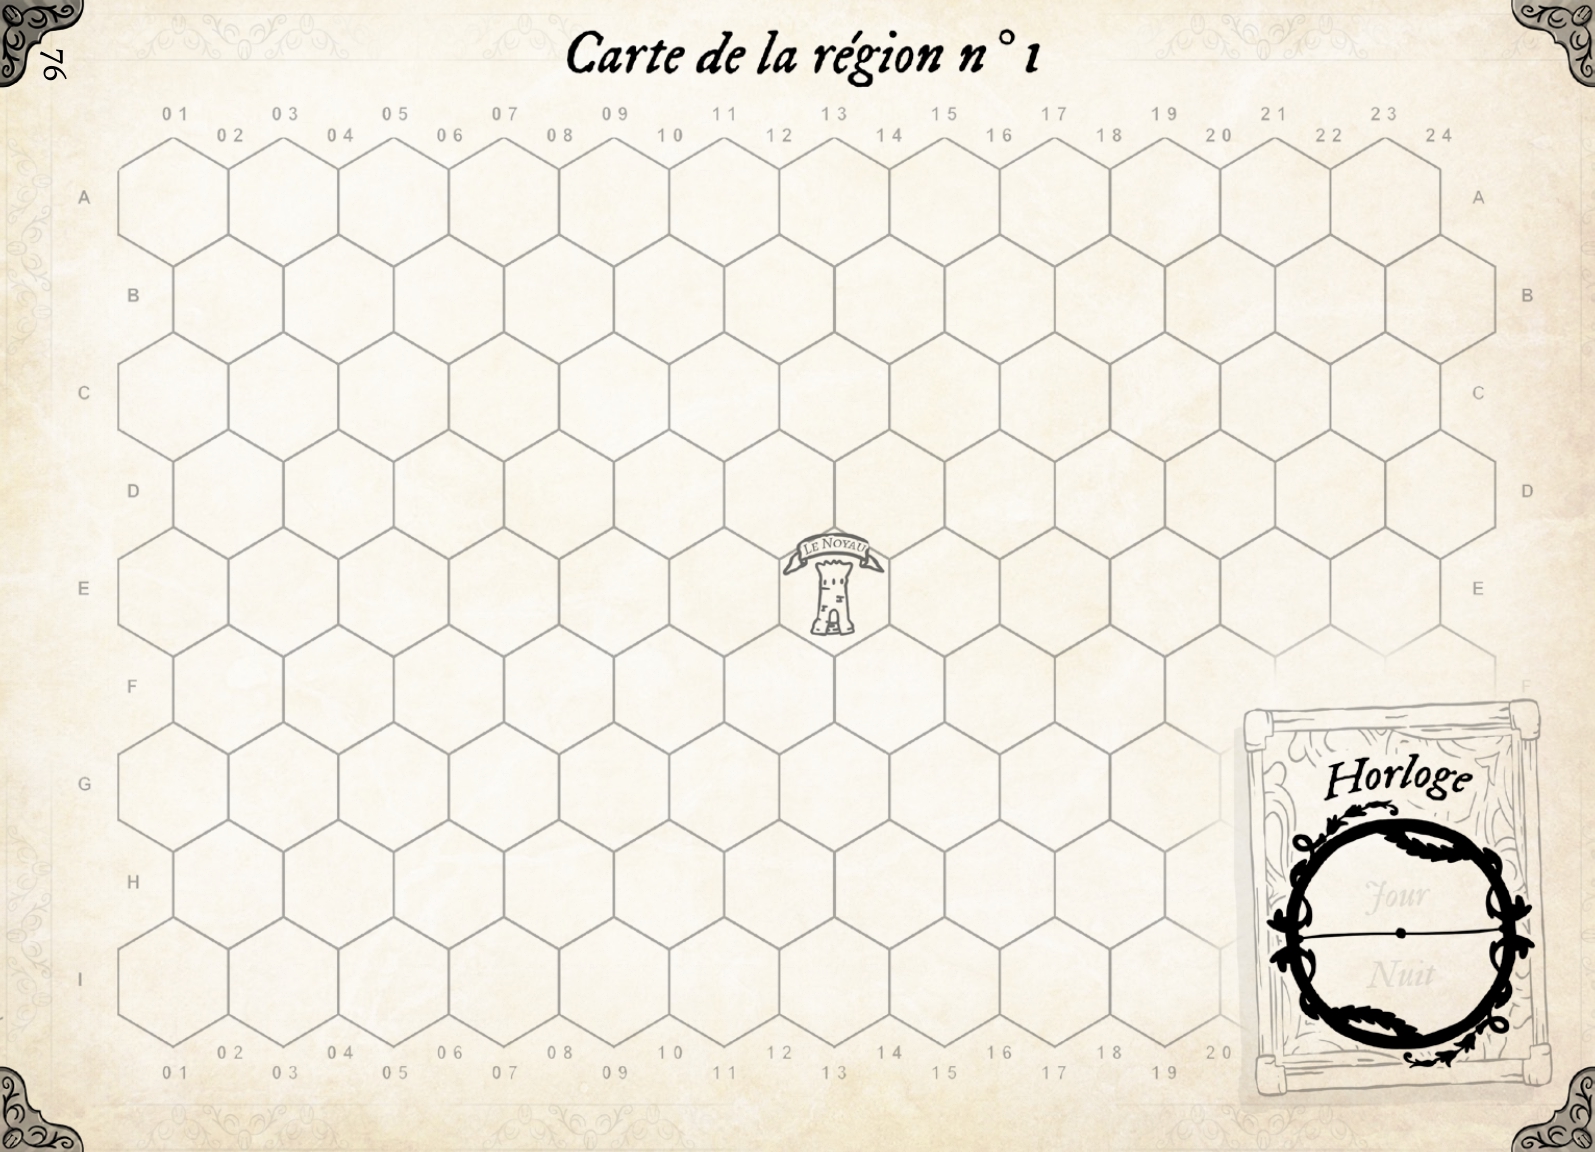 Carte de la région n°1
76
01 03 05 07 09 11 13 15 17 19 21 23
02 04 06 08 10 12 14 16 18 20 22 24
A A
B B
C C
D D
LE NOYAU
E E
F F
G
Horloge
H
Jour
I
Nuit
02 04 06 08 10 12 14 16 18 20
01 03 05 07 09 11 13 15 17 19